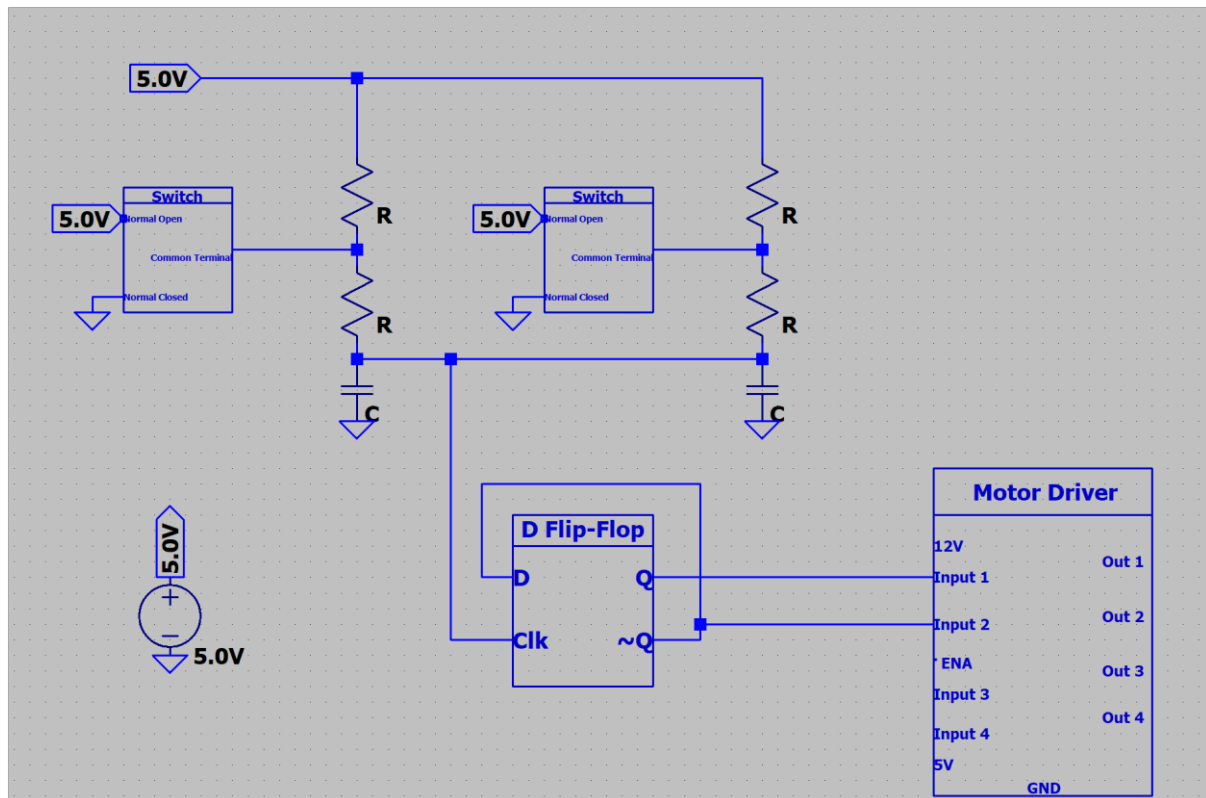 5.0V
Switch
5.0V
Normal Open
Common Terminal
Normal Closed
R
R
C
Switch
5.0V
Normal Open
Common Terminal
Normal Closed
R
R
C
5.0V
5.0V
D Flip-Flop
D
Q
Clk
~Q
Motor Driver
12V
Out 1
Input 1
Out 2
Input 2
ENA
Out 3
Input 3
Out 4
Input 4
5V
GND